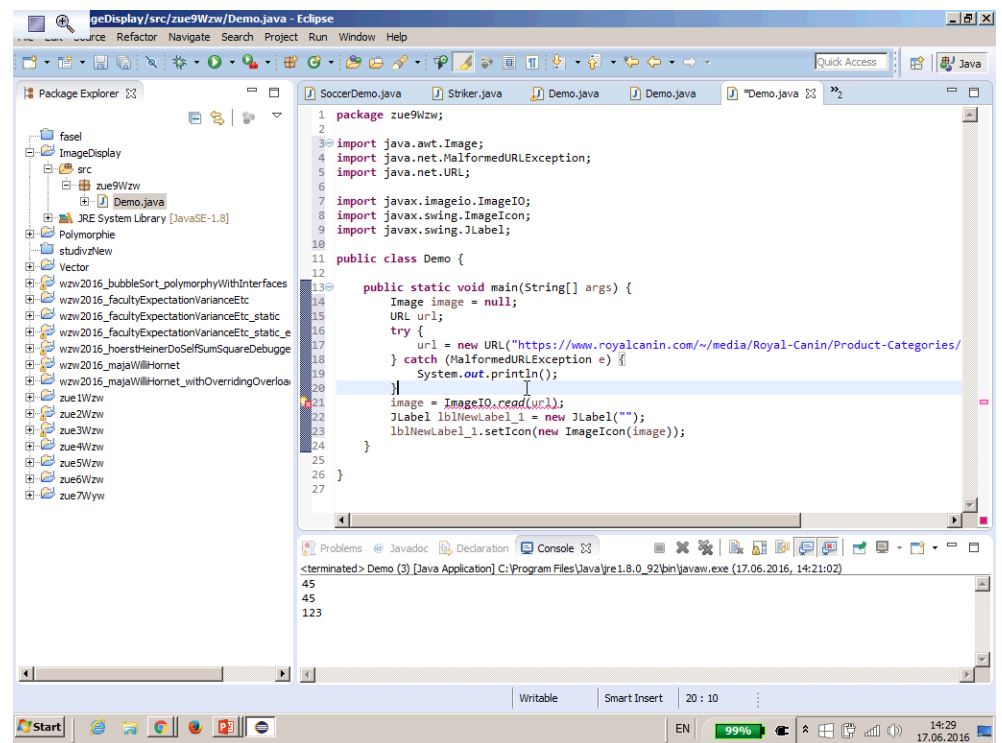 geDisplay/src/zue9Wzw/Demo.java - Eclipse
Source Refactor Navigate Search Project Run Window Help
Quick Access
Java
Package Explorer
fasel
ImageDisplay
src
zue9Wzw
Demo.java
JRE System Library [JavaSE-1.8]
Polymorphie
studivzNew
Vector
wzw2016_bubbleSort_polymorphyWithInterfaces
wzw2016_facultyExpectationVarianceEtc
wzw2016_facultyExpectationVarianceEtc_static
wzw2016_facultyExpectationVarianceEtc_static_e
wzw2016_hoerstHeinerDoSelfSumSquareDebugge
wzw2016_majaWilliHornet
wzw2016_majaWilliHornet_withOverridingOverloa
zue1Wzw
zue2Wzw
zue3Wzw
zue4Wzw
zue5Wzw
zue6Wzw
zue7Wyw
SoccerDemo.java Striker.java Demo.java Demo.java *Demo.java »2
1 package zue9Wzw;
2
3 import java.awt.Image;
4 import java.net.MalformedURLException;
5 import java.net.URL;
6
7 import javax.imageio.ImageIO;
8 import javax.swing.ImageIcon;
9 import javax.swing.JLabel;
10
11 public class Demo {
12
13 public static void main(String[] args) {
14 Image image = null;
15 URL url;
16 try {
17 url = new URL("https://www.royalcanin.com/~/media/Royal-Canin/Product-Categories/
18 } catch (MalformedURLException e) {
19 System.out.println();
20 }
21 image = ImageIO.read(url);
22 JLabel lblNewLabel_1 = new JLabel("");
23 lblNewLabel_1.setIcon(new ImageIcon(image));
24 }
25
26 }
27
Problems @ Javadoc Declaration Console
<terminated> Demo (3) [Java Application] C:\Program Files\Java\jre1.8.0_92\bin\javaw.exe (17.06.2016, 14:21:02)
45
45
123
Writable Smart Insert 20 : 10
Start EN 99% 14:29
17.06.2016